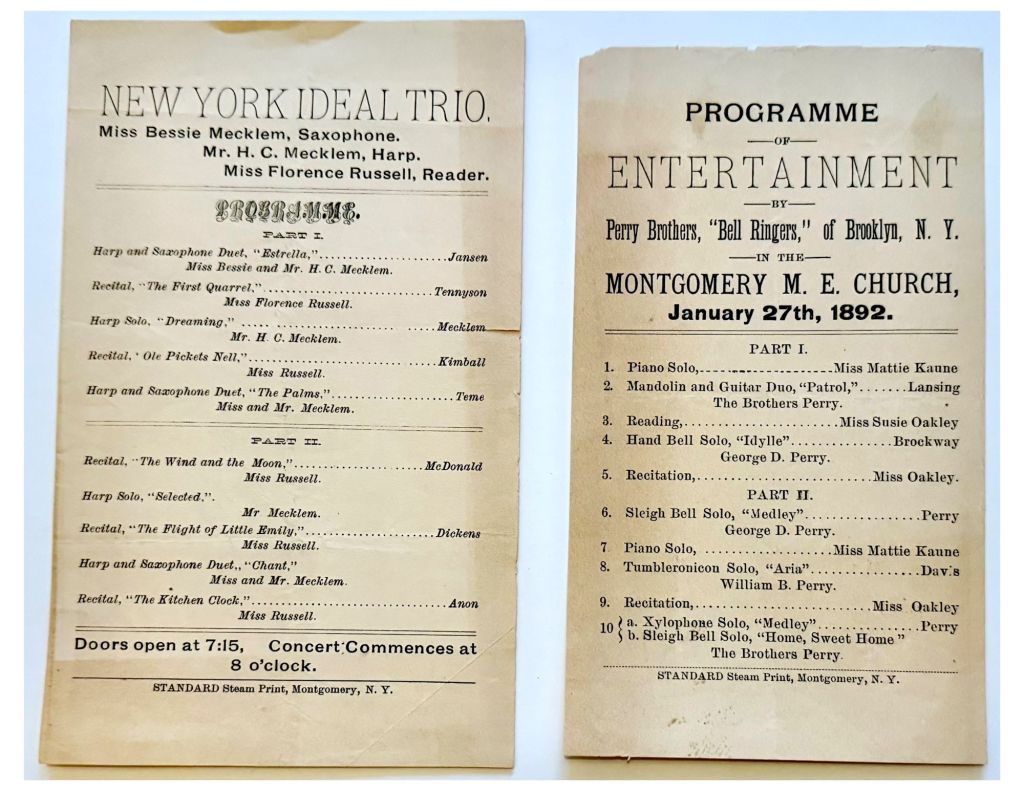 NEW YORK IDEAL TRIO.
Miss Bessie Mecklem, Saxophone.
Mr. H. C. Mecklem, Harp.
Miss Florence Russell, Reader.
PROGRAMME.
PART I.
Harp and Saxophone Duet, "Estrella,"........................Jansen
Miss Bessie and Mr. H. C. Mecklem.
Recital, "The First Quarrel,"..............................Tennyson
Miss Florence Russell.
Harp Solo, "Dreaming," ..... ............... .....Mecklem
Mr. H. C. Mecklem.
Recital, ' Ole Pickets Nell,"..............................Kimball
Miss Russell.
Harp and Saxophone Duet, "The Palms,"....................Teme
Miss and Mr. Mecklem.
PART II.
Recital, "The Wind and the Moon,"....................McDonald
Miss Russell.
Harp Solo, "Selected,".
Mr Mecklem.
Recital, "The Flight of Little Emily,"....................Dickens
Miss Russell.
Harp and Saxophone Duet,, "Chant,"
Miss and Mr. Mecklem.
Recital, "The Kitchen Clock,"..............................Anon
Miss Russell.
Doors open at 7:15, Concert Commences at
8 o'clock.
STANDARD Steam Print, Montgomery, N. Y.
PROGRAMME
—OF—
ENTERTAINMENT
—BY—
Perry Brothers, "Bell Ringers," of Brooklyn, N. Y.
—IN THE—
MONTGOMERY M. E. CHURCH,
January 27th, 1892.
PART I.
1. Piano Solo,....................Miss Mattie Kaune
2. Mandolin and Guitar Duo, "Patrol,".......Lansing
The Brothers Perry.
3. Reading,.......................Miss Susie Oakley
4. Hand Bell Solo, "Idylle"...............Brockway
George D. Perry.
5. Recitation,..........................Miss Oakley.
PART II.
6. Sleigh Bell Solo, "Medley".................Perry
George D. Perry.
7 Piano Solo, ...................Miss Mattie Kaune
8. Tumbleronicon Solo, "Aria".................Davis
William B. Perry.
9. Recitation,...........................Miss Oakley
10 { a. Xylophone Solo, "Medley"...............Perry
b. Sleigh Bell Solo, "Home, Sweet Home"
The Brothers Perry.
STANDARD Steam Print, Montgomery, N. Y.